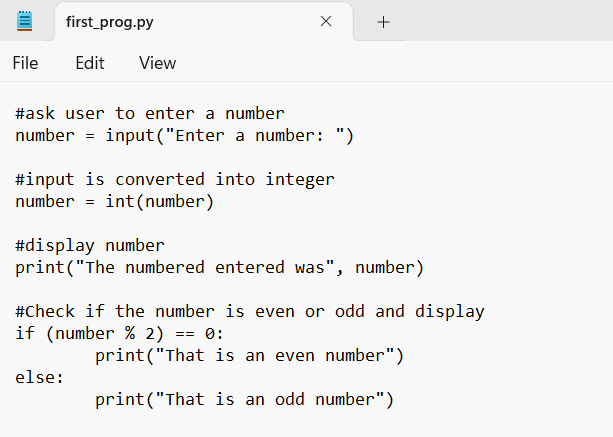 first_prog.py
File Edit View
#ask user to enter a number
number = input("Enter a number: ")
#input is converted into integer
number = int(number)
#display number
print("The numbered entered was", number)
#Check if the number is even or odd and display
if (number % 2) == 0:
        print("That is an even number")
else:
        print("That is an odd number")